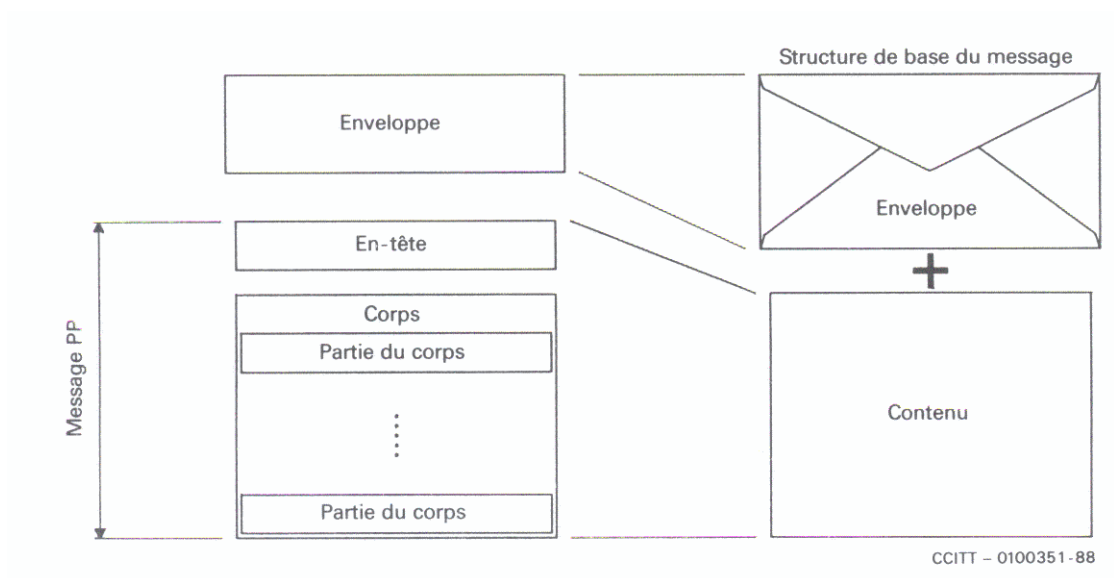 Structure de base du message
Enveloppe
Enveloppe
En-tête
Corps
Partie du corps
Message PP
Contenu
Partie du corps
CCITT – 0100351-88